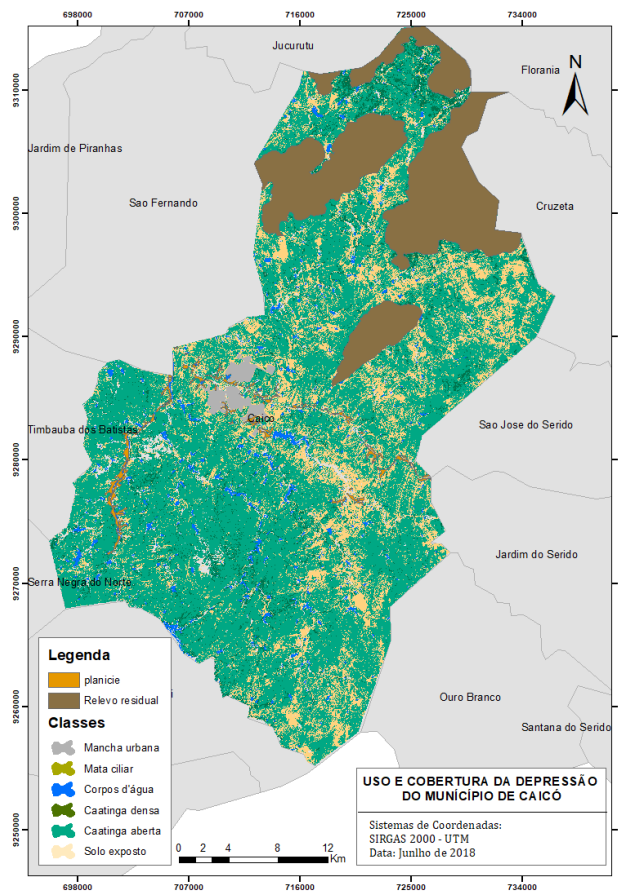 698000 707000 716000 725000 734000
Jucurutu
Florania
N
9310000
Jardim de Piranhas
Sao Fernando
Cruzeta
9300000
9290000
Caico
Timbauba dos Batistas
Sao Jose do Serido
9280000
Jardim do Serido
Serra Negra do Norte
9270000
Ouro Branco
Santana do Serido
9260000
9250000
Legenda
planicie
Relevo residual
Classes
Mancha urbana
Mata ciliar
Corpos d'água
Caatinga densa
Caatinga aberta
Solo exposto
0 2 4 8 12
Km
USO E COBERTURA DA DEPRESSÃO
DO MUNICÍPIO DE CAICÓ
Sistemas de Coordenadas:
SIRGAS 2000 - UTM
Data: Junlho de 2018
698000 707000 716000 725000 734000